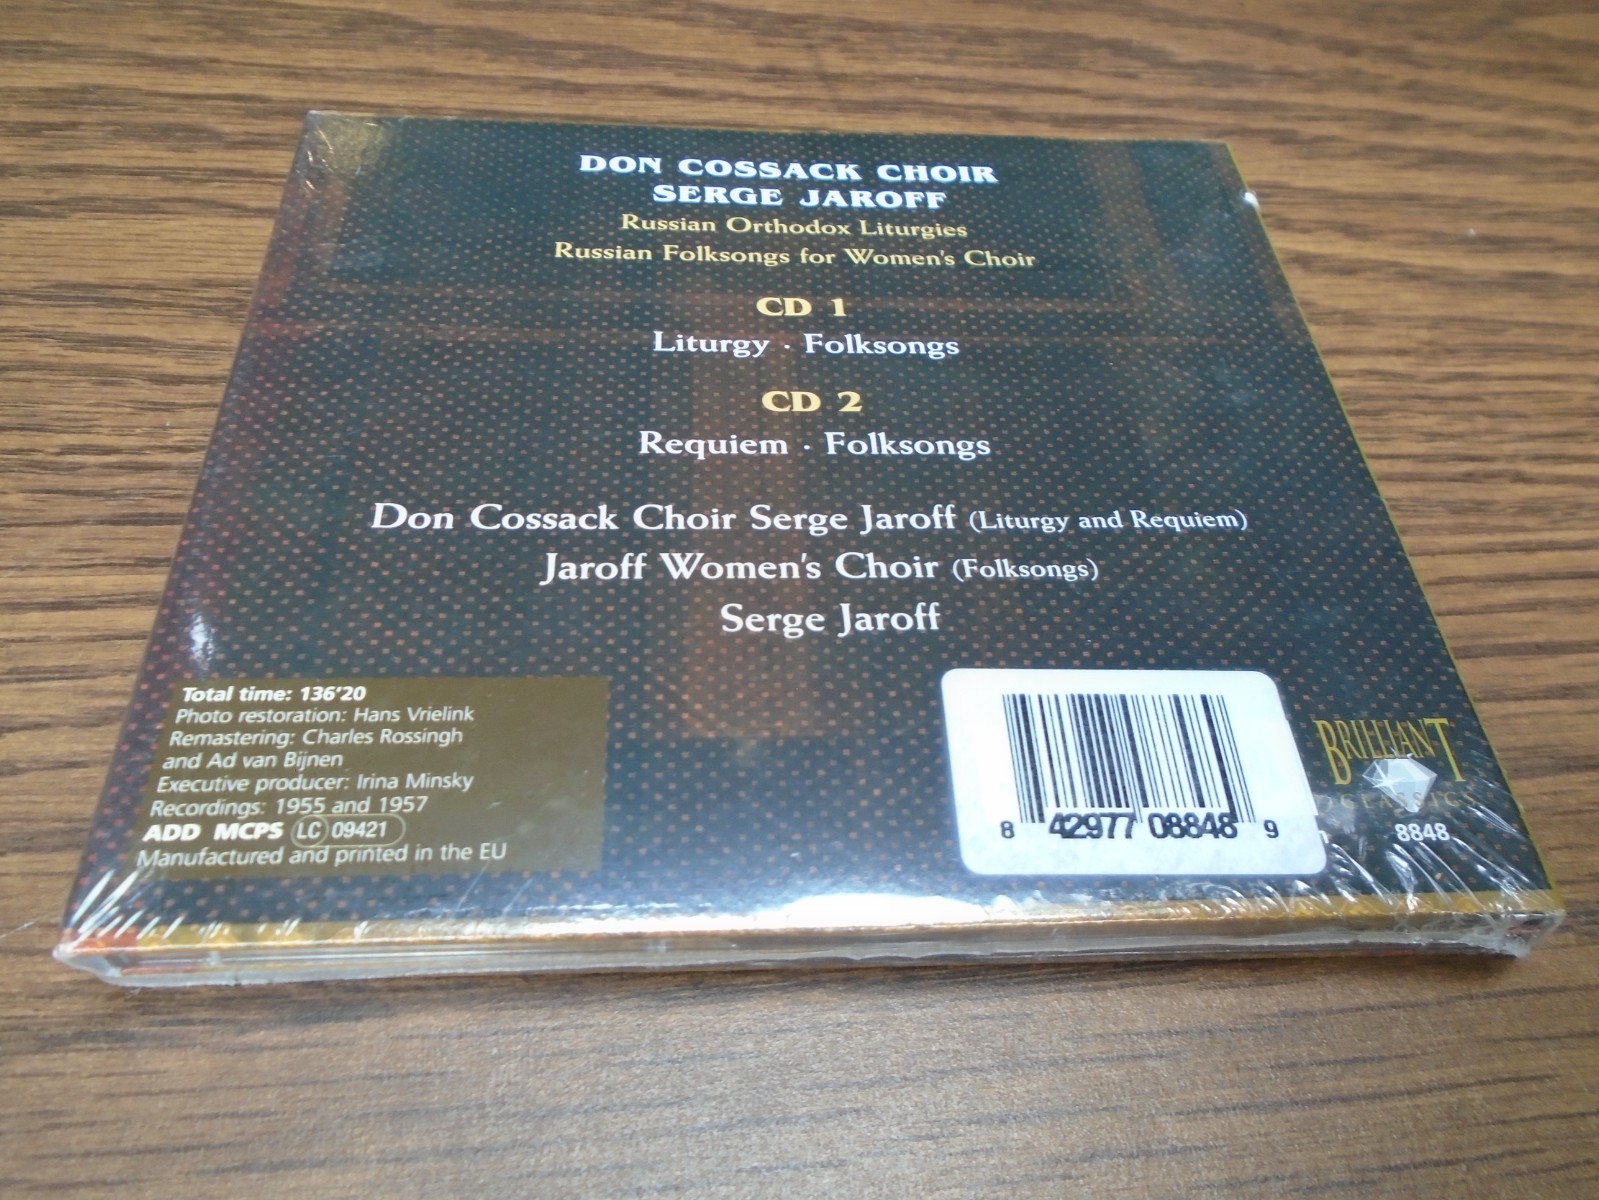 DON COSSACK CHOIR
SERGE JAROFF
Russian Orthodox Liturgies
Russian Folksongs for Women's Choir
CD 1
Liturgy · Folksongs
CD 2
Requiem · Folksongs
Don Cossack Choir Serge Jaroff (Liturgy and Requiem)
Jaroff Women's Choir (Folksongs)
Serge Jaroff
Total time: 136'20
Photo restoration: Hans Vrielink
Remastering: Charles Rossingh
and Ad van Bijnen
Executive producer: Irina Minsky
Recordings: 1955 and 1957
ADD MCPS LC 09421
Manufactured and printed in the EU
8 42977 08848 9
BRILLIANT
CLASSICS
8848